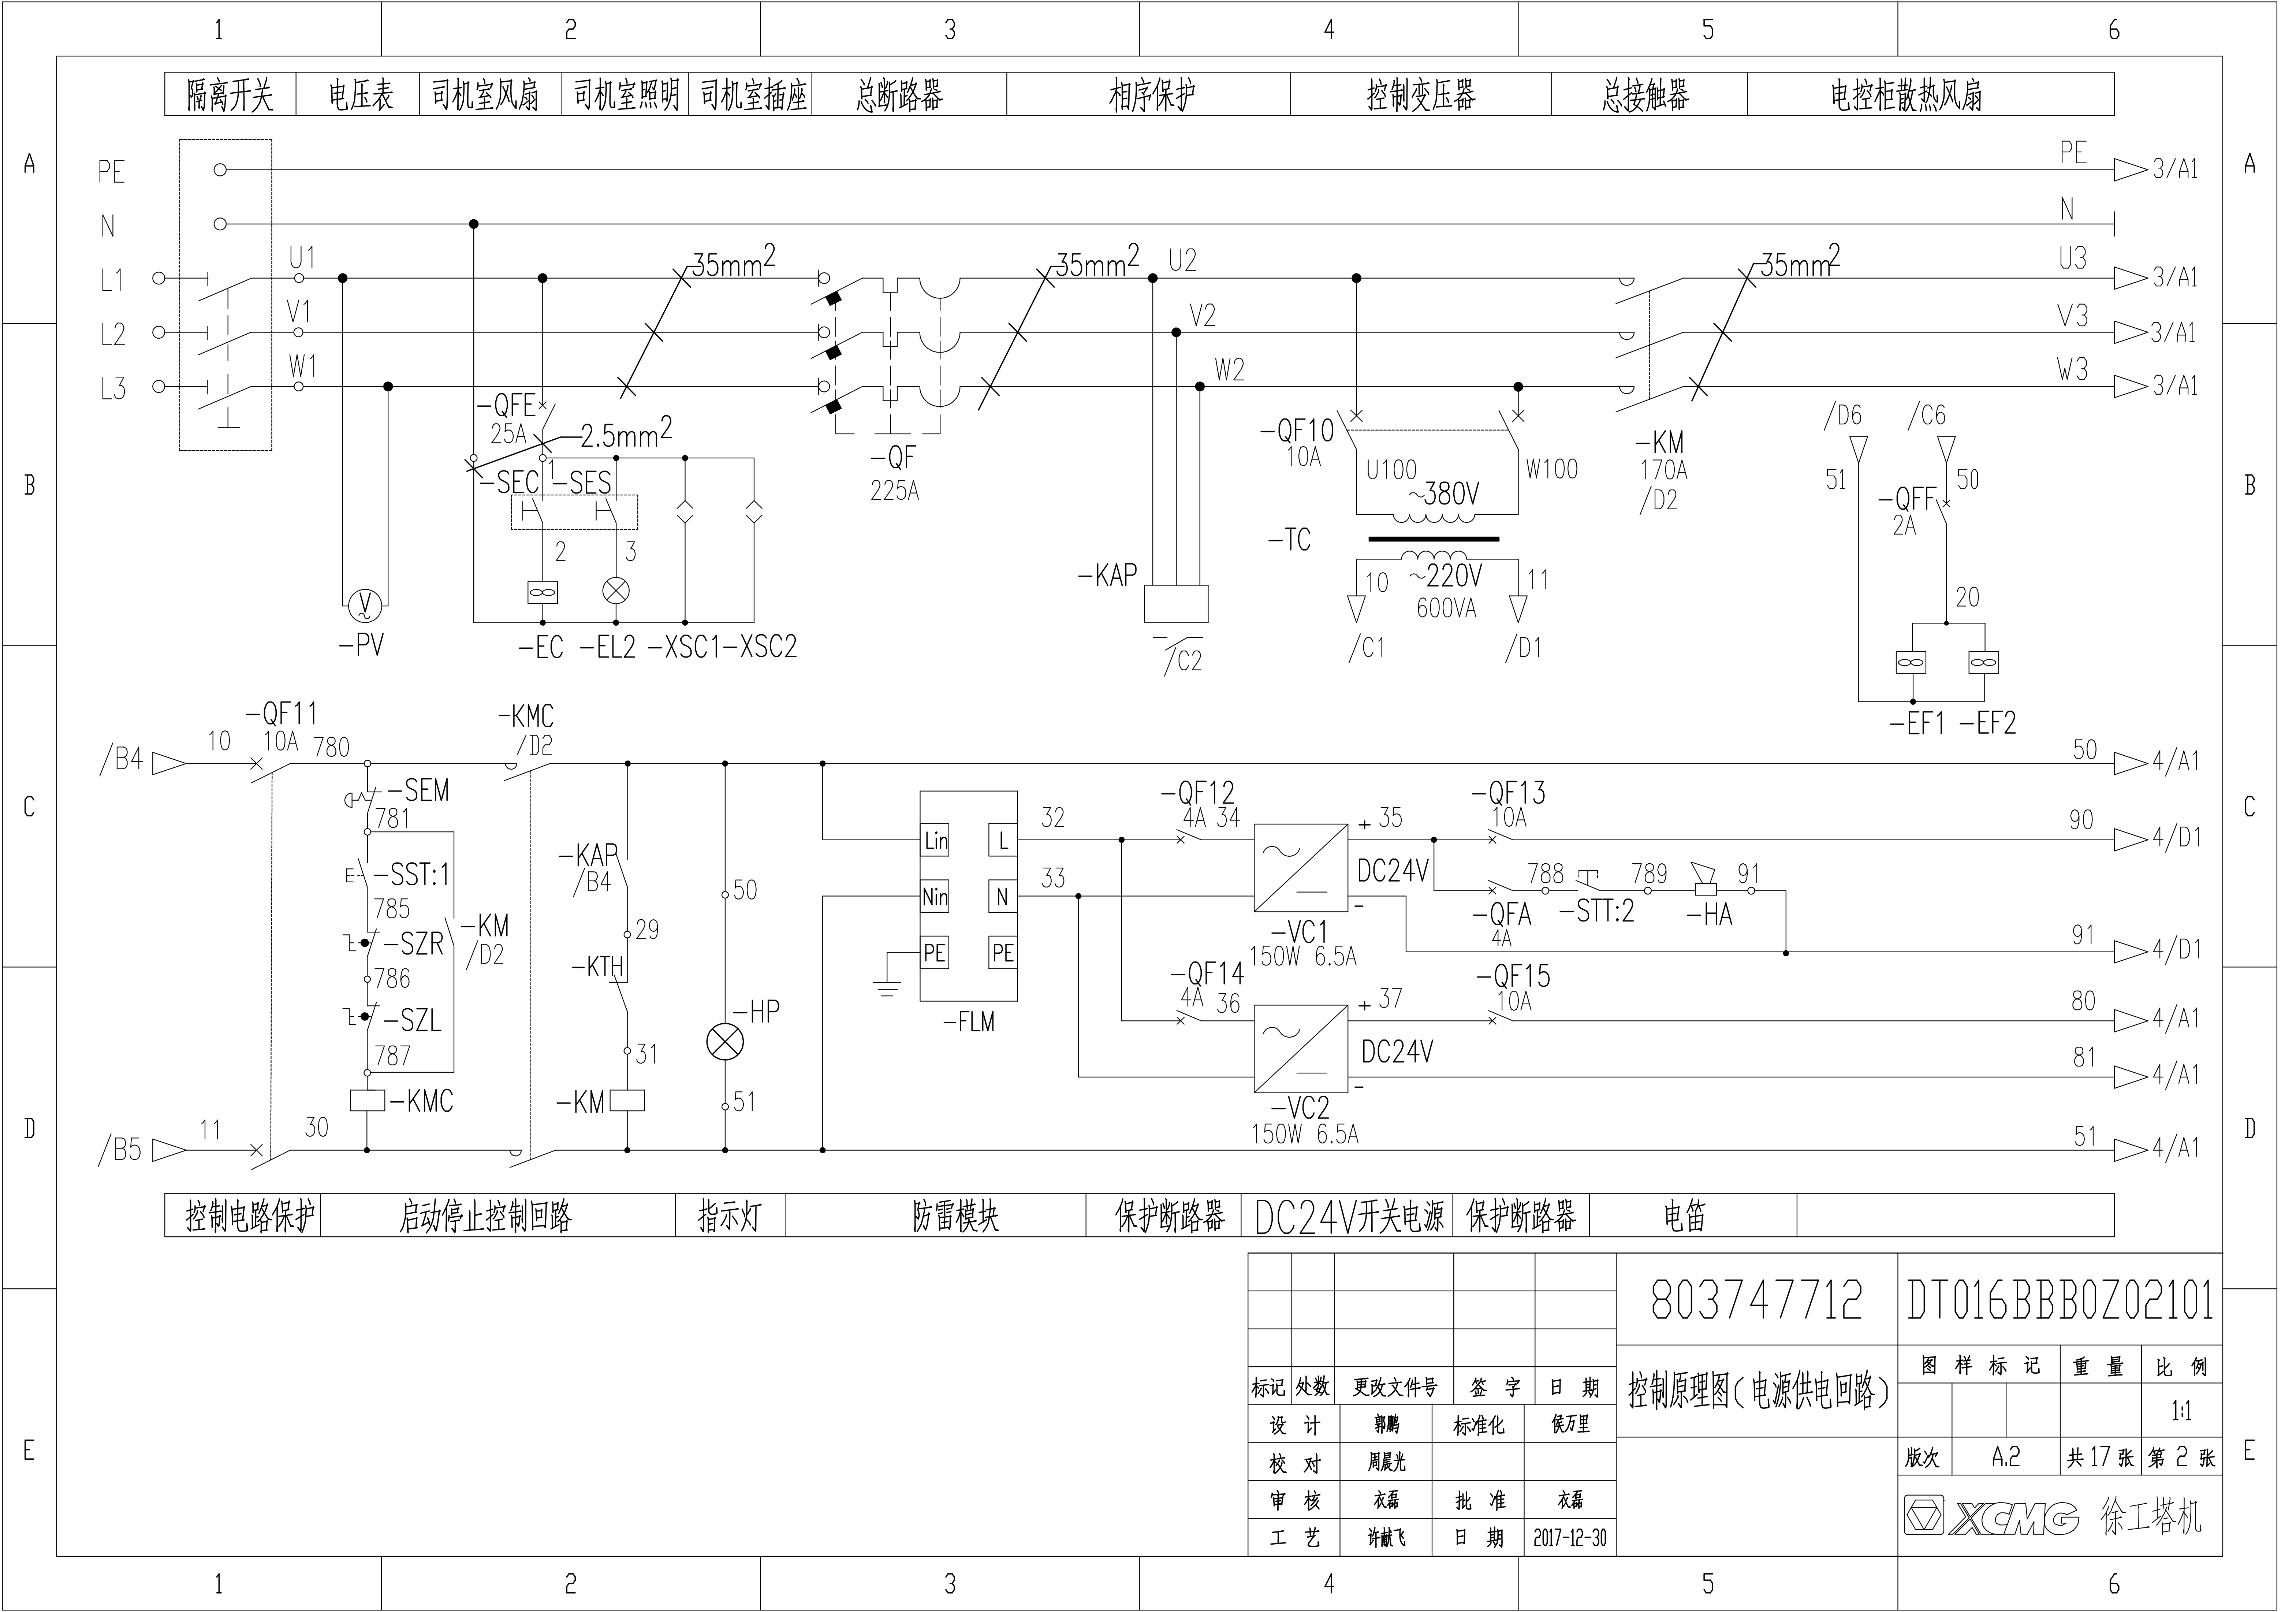 1 2 3 4 5 6
隔离开关 电压表 司机室风扇 司机室照明 司机室插座 总断路器 相序保护 控制变压器 总接触器 电控柜散热风扇
A PE PE 3/A1 A
N N
L1 U1 35mm² 35mm² U2 35mm² U3 3/A1
L2 V1 V2 V3 3/A1
L3 W1 W2 W3 3/A1
-QFE
25A
2.5mm²
-QF
225A
-QF10
10A
U100
W100
-KM
170A
/D2
/D6
51
/C6
50
-QFF
2A
B B
1
-SEC -SES
2 3
~380V
-TC
~220V
600VA
10 11
/C1 /D1
-KAP
/C2
20
-PV
-EC -EL2 -XSC1 -XSC2
-EF1 -EF2
-QF11
10A
/B4 10 780
-KMC
/D2
50 4/A1
C C
-SEM
781
-SST:1
785
-SZR
786
-SZL
787
-KMC
-KM
/D2
-KAP
/B4
29
-KTH
31
-KM
50
-HP
51
Lin L
Nin N
PE PE
-FLM
32
33
-QF12
4A 34
+ 35
DC24V
-
-VC1
150W 6.5A
-QF13
10A
90 4/D1
788 789 91
-QFA
4A
-STT:2
-HA
91 4/D1
-QF14
4A 36
+ 37
DC24V
-
-VC2
150W 6.5A
-QF15
10A
80 4/A1
81 4/A1
D D
/B5 11 30 51 4/A1
控制电路保护 启动停止控制回路 指示灯 防雷模块 保护断路器 DC24V开关电源 保护断路器 电笛
803747712 DT016BBB0Z02101
标记 处数 更改文件号 签 字 日 期
控制原理图(电源供电回路)
图 样 标 记 重 量 比 例
1:1
设 计 郭鹏 标准化 侯万里
校 对 周晨光
版次 A.2 共 17 张 第 2 张
审 核 衣磊 批 准 衣磊
工 艺 许献飞 日 期 2017-12-30
XCMG 徐工塔机
E E
1 2 3 4 5 6